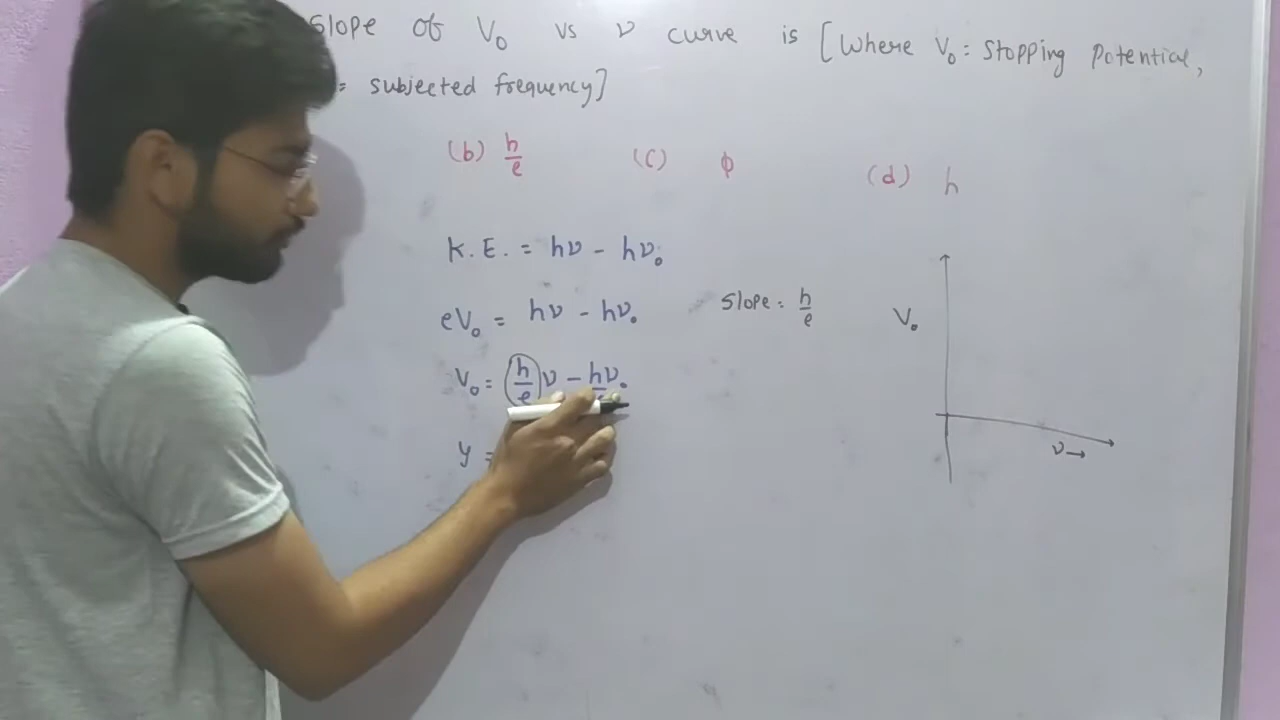 Slope of V₀ vs ν curve is [Where V₀ = stopping potential,
= subjected frequency]
(b) h/e (c) ϕ (d) h
K.E. = hν - hν₀
eV₀ = hν - hν₀
Slope = h/e
V₀ = (h/e)ν - hν₀
y =
V₀
ν→